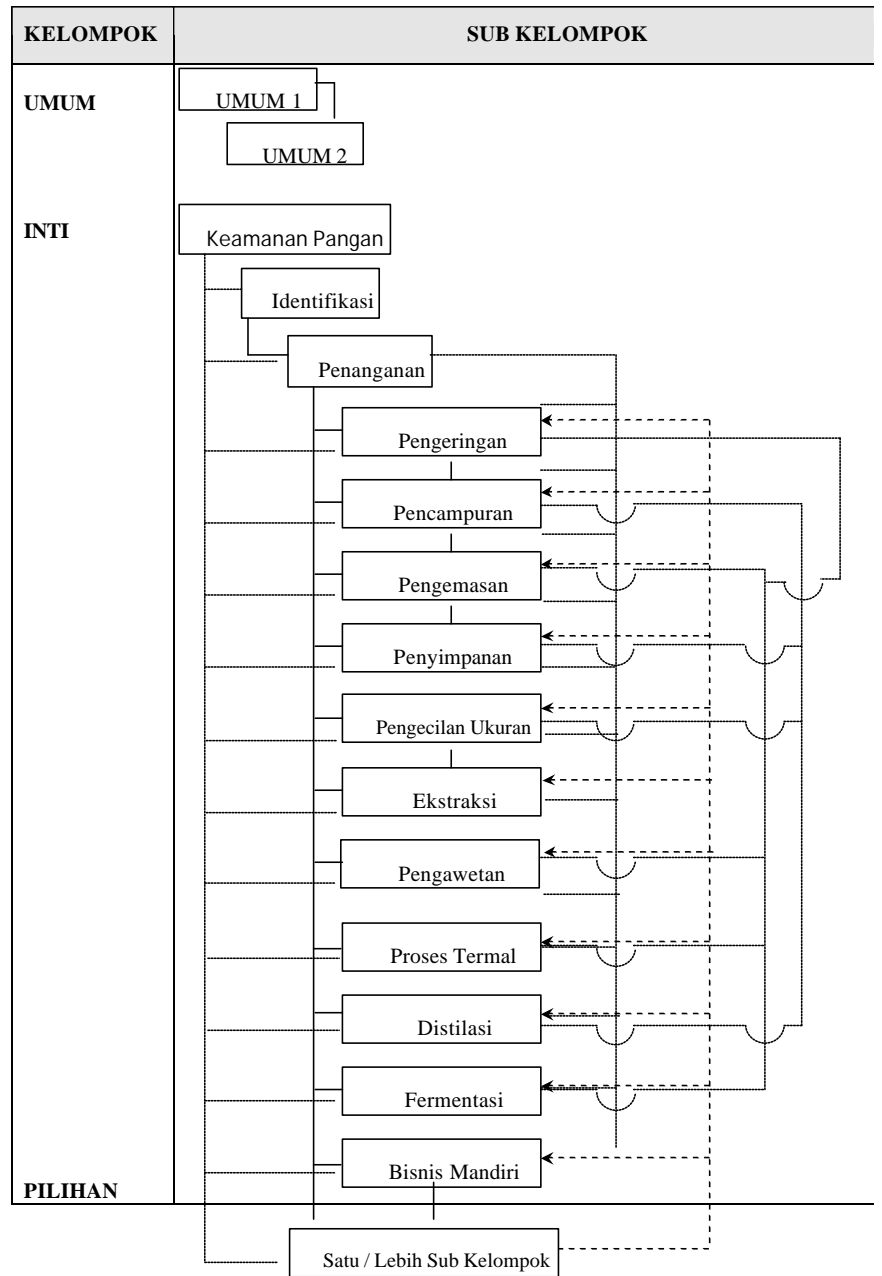 KELOMPOK
SUB KELOMPOK
UMUM
UMUM 1
UMUM 2
INTI
Keamanan Pangan
Identifikasi
Penanganan
Pengeringan
Pencampuran
Pengemasan
Penyimpanan
Pengecilan Ukuran
Ekstraksi
Pengawetan
Proses Termal
Distilasi
Fermentasi
Bisnis Mandiri
PILIHAN
Satu / Lebih Sub Kelompok